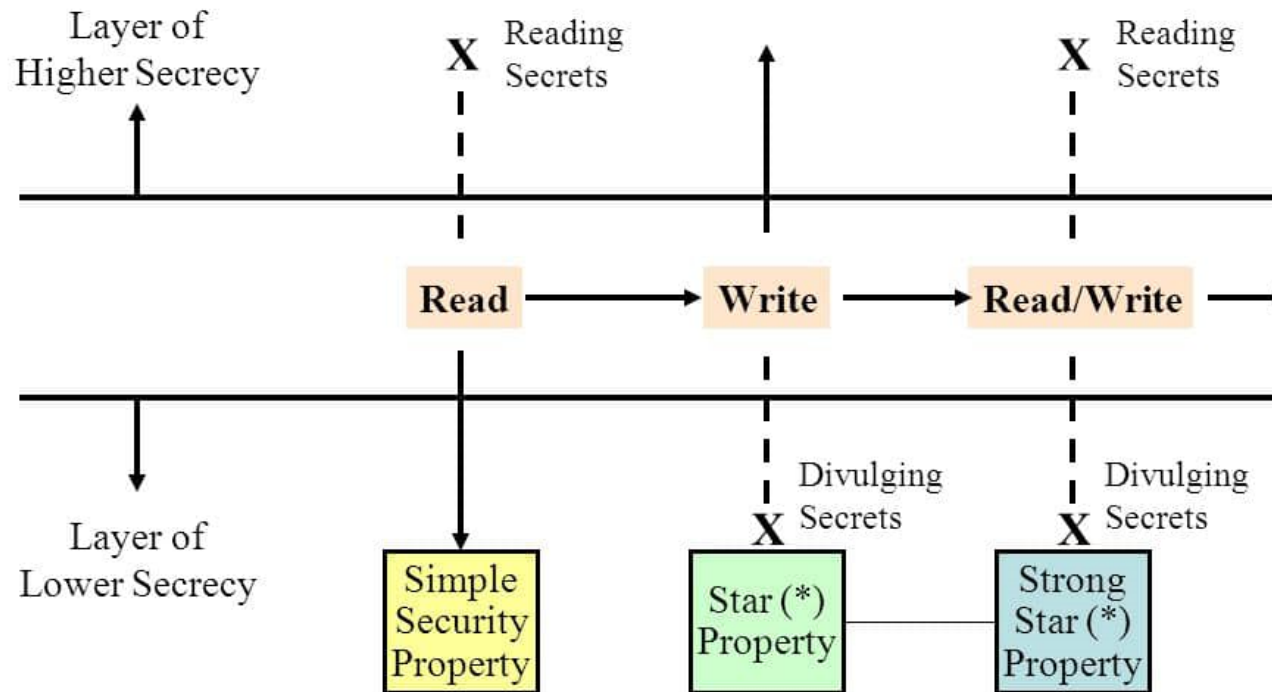 Layer of
Higher Secrecy
X
Reading
Secrets
X
Reading
Secrets
Read
Write
Read/Write
Layer of
Lower Secrecy
X
Divulging
Secrets
X
Divulging
Secrets
Simple
Security
Property
Star (*)
Property
Strong
Star (*)
Property